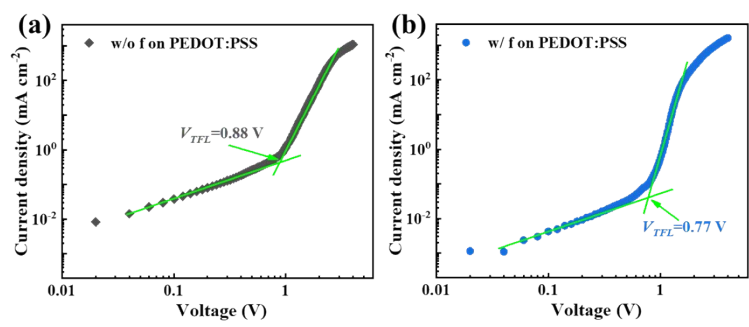 (a)
w/o f on PEDOT:PSS
Current density (mA cm⁻²)
10²
10⁰
10⁻²
V_TFL=0.88 V
0.01
0.1
1
Voltage (V)
(b)
w/ f on PEDOT:PSS
Current density (mA cm⁻²)
10²
10⁰
10⁻²
V_TFL=0.77 V
0.01
0.1
1
Voltage (V)